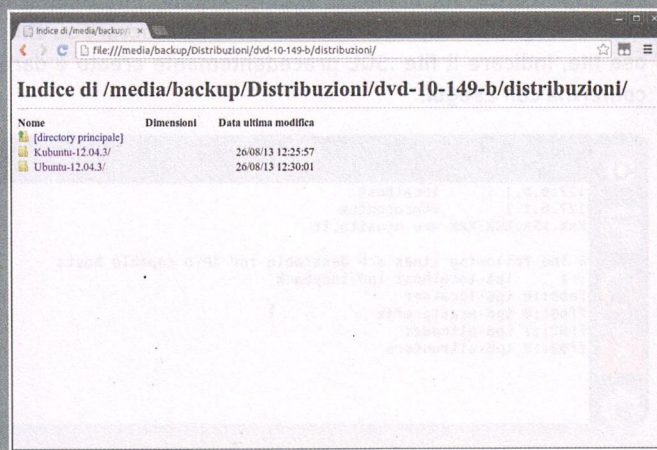 Indice di /media/backup/
file:///media/backup/Distribuzioni/dvd-10-149-b/distribuzioni/
Indice di /media/backup/Distribuzioni/dvd-10-149-b/distribuzioni/
Nome Dimensioni Data ultima modifica
[directory principale]
Kubuntu-12.04.3/ 26/08/13 12:25:57
Ubuntu-12.04.3/ 26/08/13 12:30:01